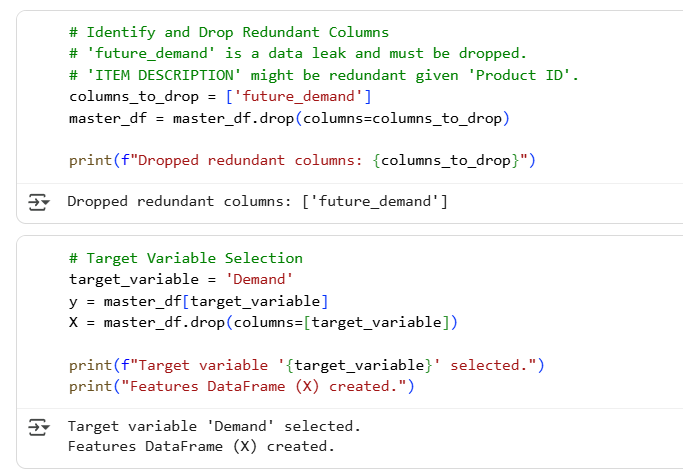 # Identify and Drop Redundant Columns
# 'future_demand' is a data leak and must be dropped.
# 'ITEM DESCRIPTION' might be redundant given 'Product ID'.
columns_to_drop = ['future_demand']
master_df = master_df.drop(columns=columns_to_drop)
print(f"Dropped redundant columns: {columns_to_drop}")
Dropped redundant columns: ['future_demand']
# Target Variable Selection
target_variable = 'Demand'
y = master_df[target_variable]
X = master_df.drop(columns=[target_variable])
print(f"Target variable '{target_variable}' selected.")
print("Features DataFrame (X) created.")
Target variable 'Demand' selected.
Features DataFrame (X) created.